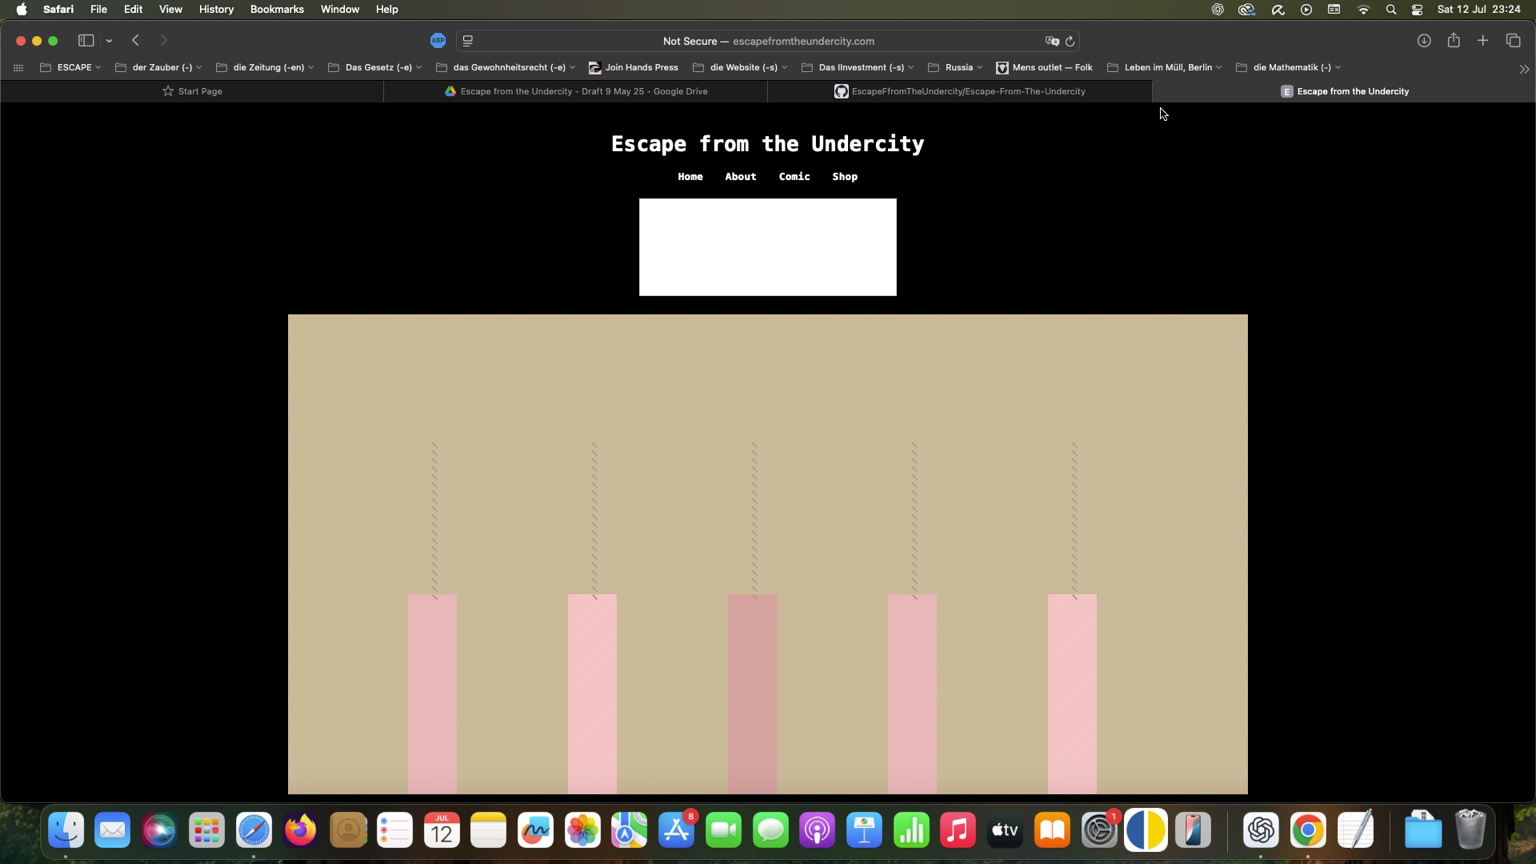 Safari File Edit View History Bookmarks Window Help Sat 12 Jul 23:24
ABP Not Secure — escapefromtheundercity.com
ESCAPE der Zauber (-) die Zeitung (-en) Das Gesetz (-e) das Gewohnheitsrecht (-e) Join Hands Press die Website (-s) Das IInvestment (-s) Russia Mens outlet — Folk Leben im Müll, Berlin die Mathematik (-)
Start Page Escape from the Undercity - Draft 9 May 25 - Google Drive EscapeFfromTheUndercity/Escape-From-The-Undercity E Escape from the Undercity
Escape from the Undercity
Home About Comic Shop
JUL 12 8 tv 1